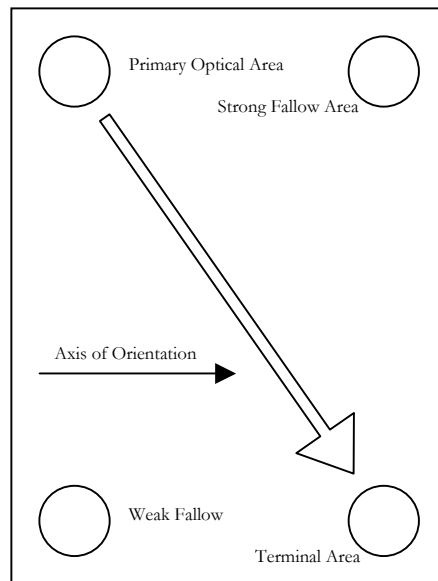 Primary Optical Area
Strong Fallow Area
Axis of Orientation
Weak Fallow
Terminal Area